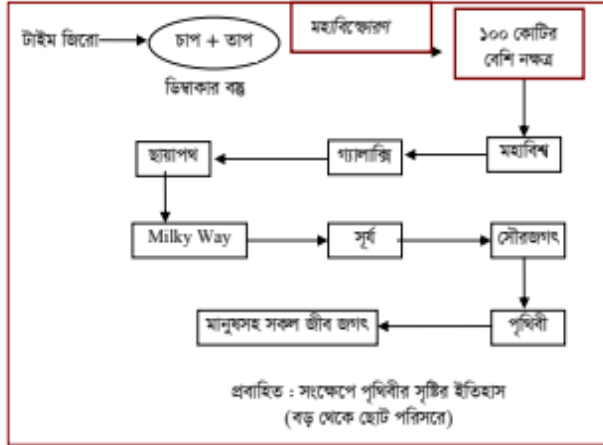 টাইম জিরো
চাপ + তাপ
ডিম্বাকার বস্তু
মহাবিস্ফোরণ
১০০ কোটির
বেশি নক্ষত্র
মহাবিশ্ব
গ্যালাক্সি
ছায়াপথ
Milky Way
সূর্য
সৌরজগৎ
পৃথিবী
মানুষসহ সকল জীব জগৎ
প্রবাহিত : সংক্ষেপে পৃথিবীর সৃষ্টির ইতিহাস
(বড় থেকে ছোট পরিসরে)